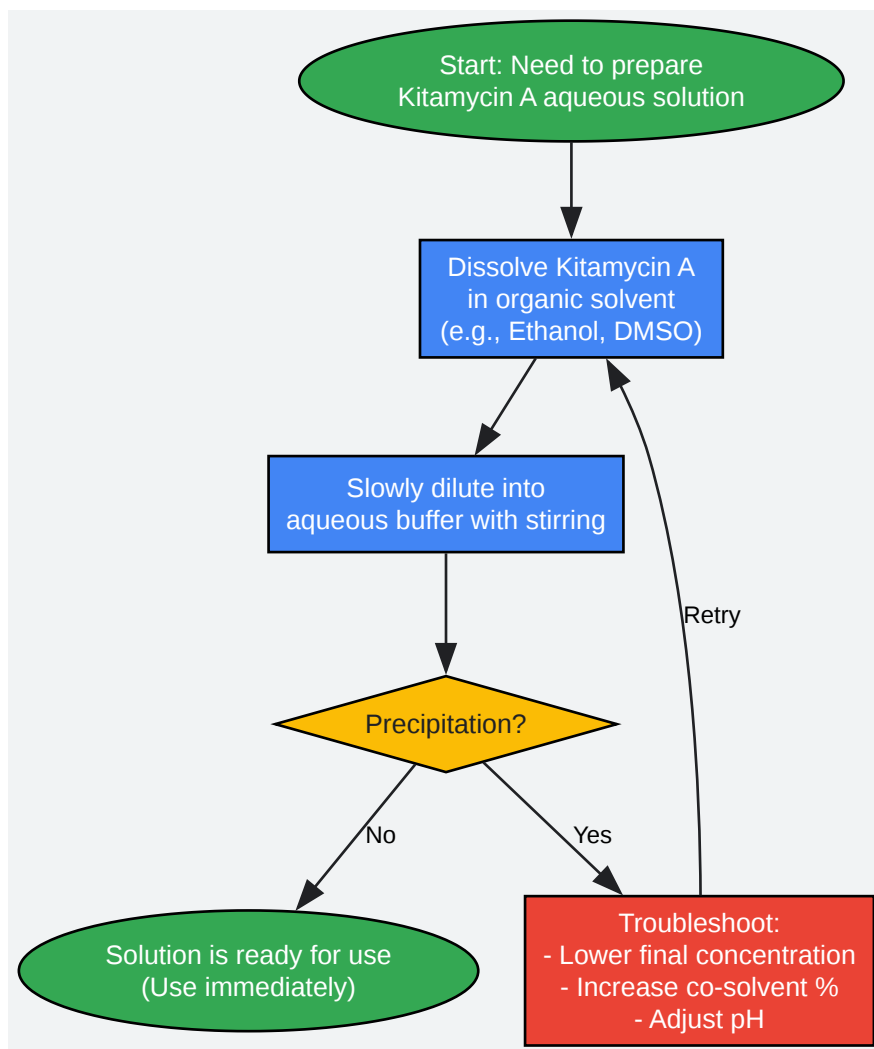 Start: Need to prepare
Kitamycin A aqueous solution
Dissolve Kitamycin A
in organic solvent
(e.g., Ethanol, DMSO)
Slowly dilute into
aqueous buffer with stirring
Retry
Precipitation?
No
Yes
Solution is ready for use
(Use immediately)
Troubleshoot:
- Lower final concentration
- Increase co-solvent %
- Adjust pH